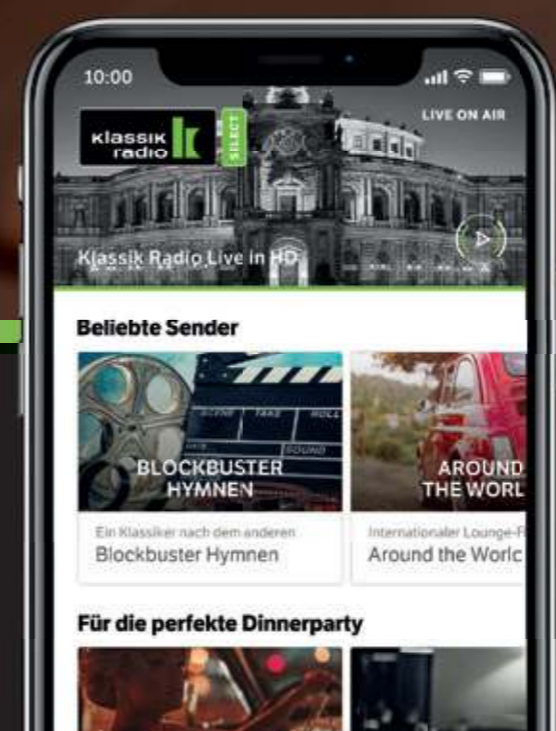 10:00
LIVE ON AIR
Klassik
radio
SELECT
Klassik Radio Live in HD
Beliebte Sender
SCENE TAKE ROLL
SOUND
BLOCKBUSTER
HYMNEN
AROUND
THE WORL
Ein Klassiker nach dem anderen
Internationaler Lounge-F
Blockbuster Hymnen
Around the Worlc
Für die perfekte Dinnerparty